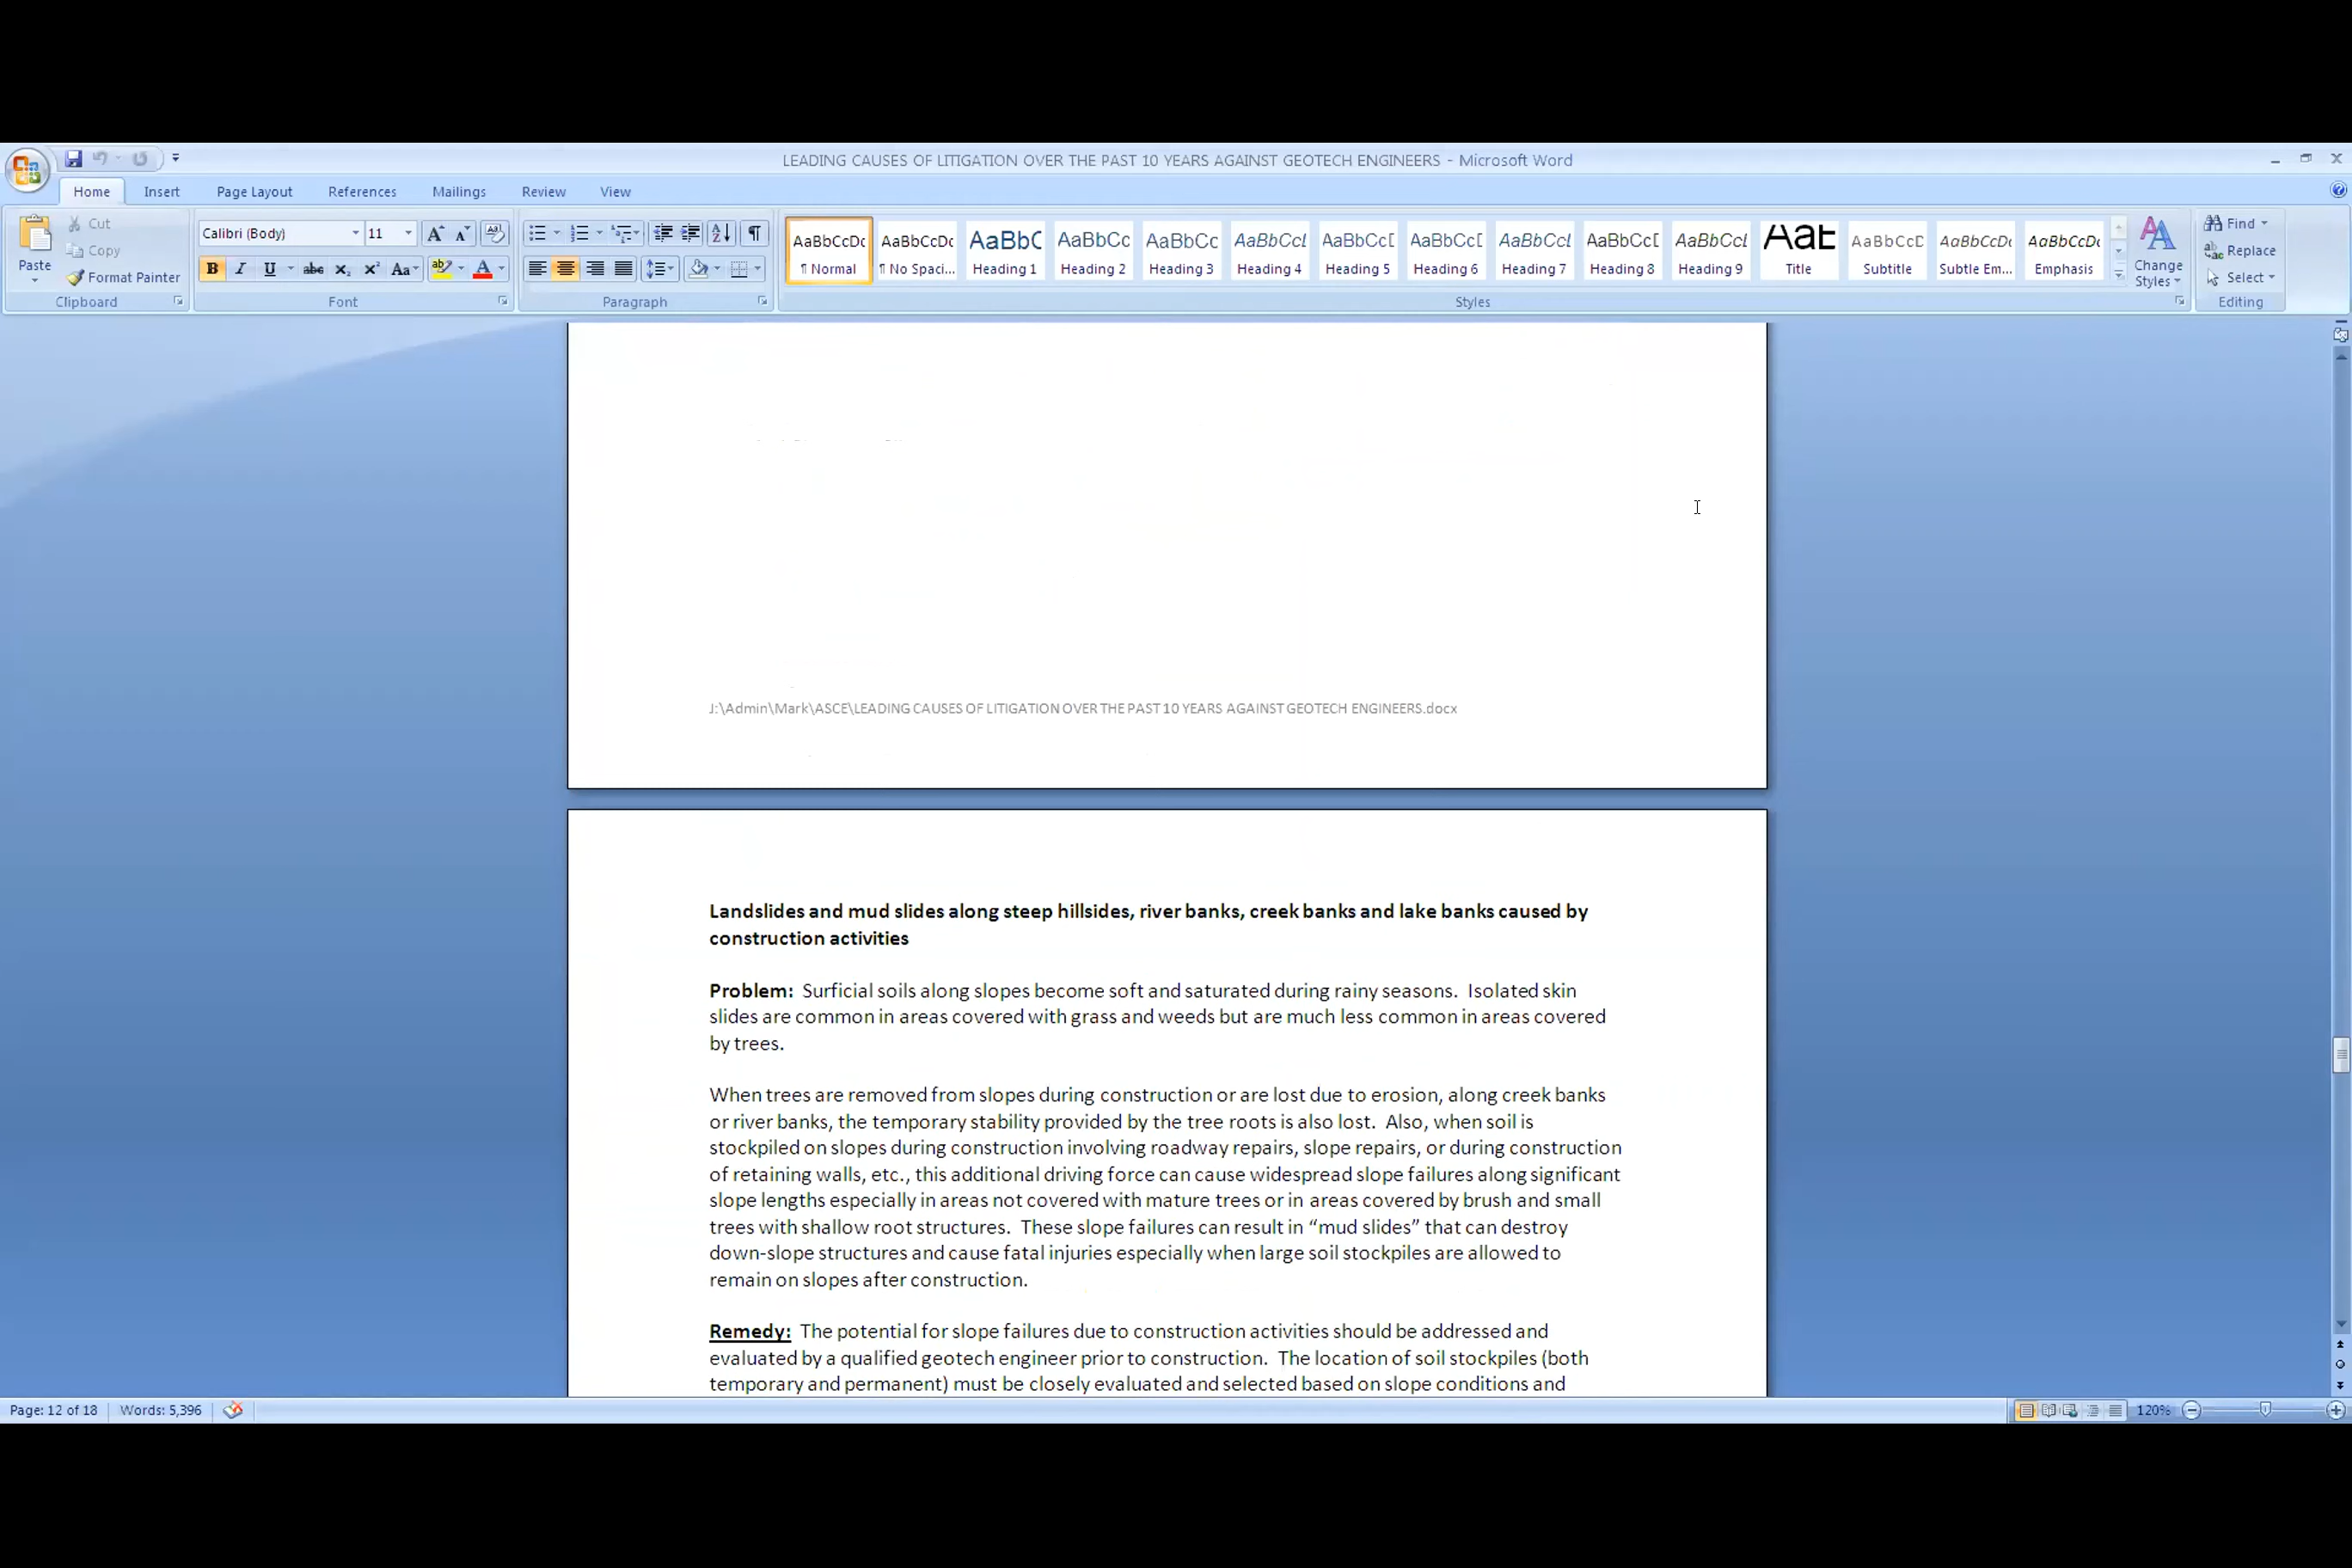 LEADING CAUSES OF LITIGATION OVER THE PAST 10 YEARS AGAINST GEOTECH ENGINEERS - Microsoft Word
Home Insert Page Layout References Mailings Review View
Cut
Copy
Format Painter
Paste
Clipboard
Calibri (Body) 11
Font
Paragraph
AaBbCcDc AaBbCcDc AaBbC AaBbCc AaBbCc AaBbCcI AaBbCcD AaBbCcD AaBbCcI AaBbCcD AaBbCcI AaB AaBbCcD AaBbCcDc AaBbCcDc
¶ Normal ¶ No Spaci... Heading 1 Heading 2 Heading 3 Heading 4 Heading 5 Heading 6 Heading 7 Heading 8 Heading 9 Title Subtitle Subtle Em... Emphasis
Styles
Change
Styles
Find
Replace
Select
Editing
J:\Admin\Mark\ASCE\LEADING CAUSES OF LITIGATION OVER THE PAST 10 YEARS AGAINST GEOTECH ENGINEERS.docx
Landslides and mud slides along steep hillsides, river banks, creek banks and lake banks caused by
construction activities
Problem: Surficial soils along slopes become soft and saturated during rainy seasons. Isolated skin
slides are common in areas covered with grass and weeds but are much less common in areas covered
by trees.
When trees are removed from slopes during construction or are lost due to erosion, along creek banks
or river banks, the temporary stability provided by the tree roots is also lost. Also, when soil is
stockpiled on slopes during construction involving roadway repairs, slope repairs, or during construction
of retaining walls, etc., this additional driving force can cause widespread slope failures along significant
slope lengths especially in areas not covered with mature trees or in areas covered by brush and small
trees with shallow root structures. These slope failures can result in “mud slides” that can destroy
down-slope structures and cause fatal injuries especially when large soil stockpiles are allowed to
remain on slopes after construction.
Remedy: The potential for slope failures due to construction activities should be addressed and
evaluated by a qualified geotech engineer prior to construction. The location of soil stockpiles (both
temporary and permanent) must be closely evaluated and selected based on slope conditions and
Page: 12 of 18 Words: 5,396 120%